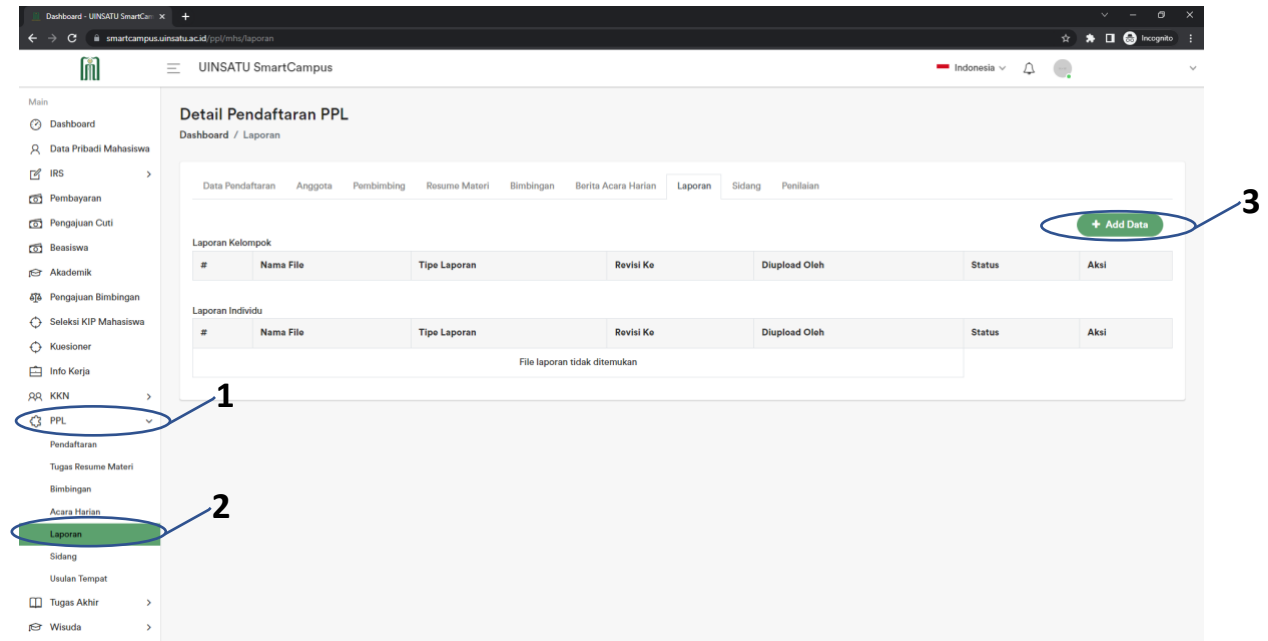 Dashboard - UINSATU SmartCam
smartcampus.uinsatu.ac.id/ppl/mhs/laporan
Incognito
UINSATU SmartCampus
Indonesia
Main
Dashboard
Data Pribadi Mahasiswa
IRS
Pembayaran
Pengajuan Cuti
Beasiswa
Akademik
Pengajuan Bimbingan
Seleksi KIP Mahasiswa
Kuesioner
Info Kerja
KKN
PPL
1
Pendaftaran
Tugas Resume Materi
Bimbingan
Acara Harian
Laporan
2
Sidang
Usulan Tempat
Tugas Akhir
Wisuda
Detail Pendaftaran PPL
Dashboard / Laporan
Data Pendaftaran Anggota Pembimbing Resume Materi Bimbingan Berita Acara Harian Laporan Sidang Penilaian
+ Add Data
3
Laporan Kelompok
# Nama File Tipe Laporan Revisi Ke Diupload Oleh Status Aksi
Laporan Individu
# Nama File Tipe Laporan Revisi Ke Diupload Oleh Status Aksi
File laporan tidak ditemukan